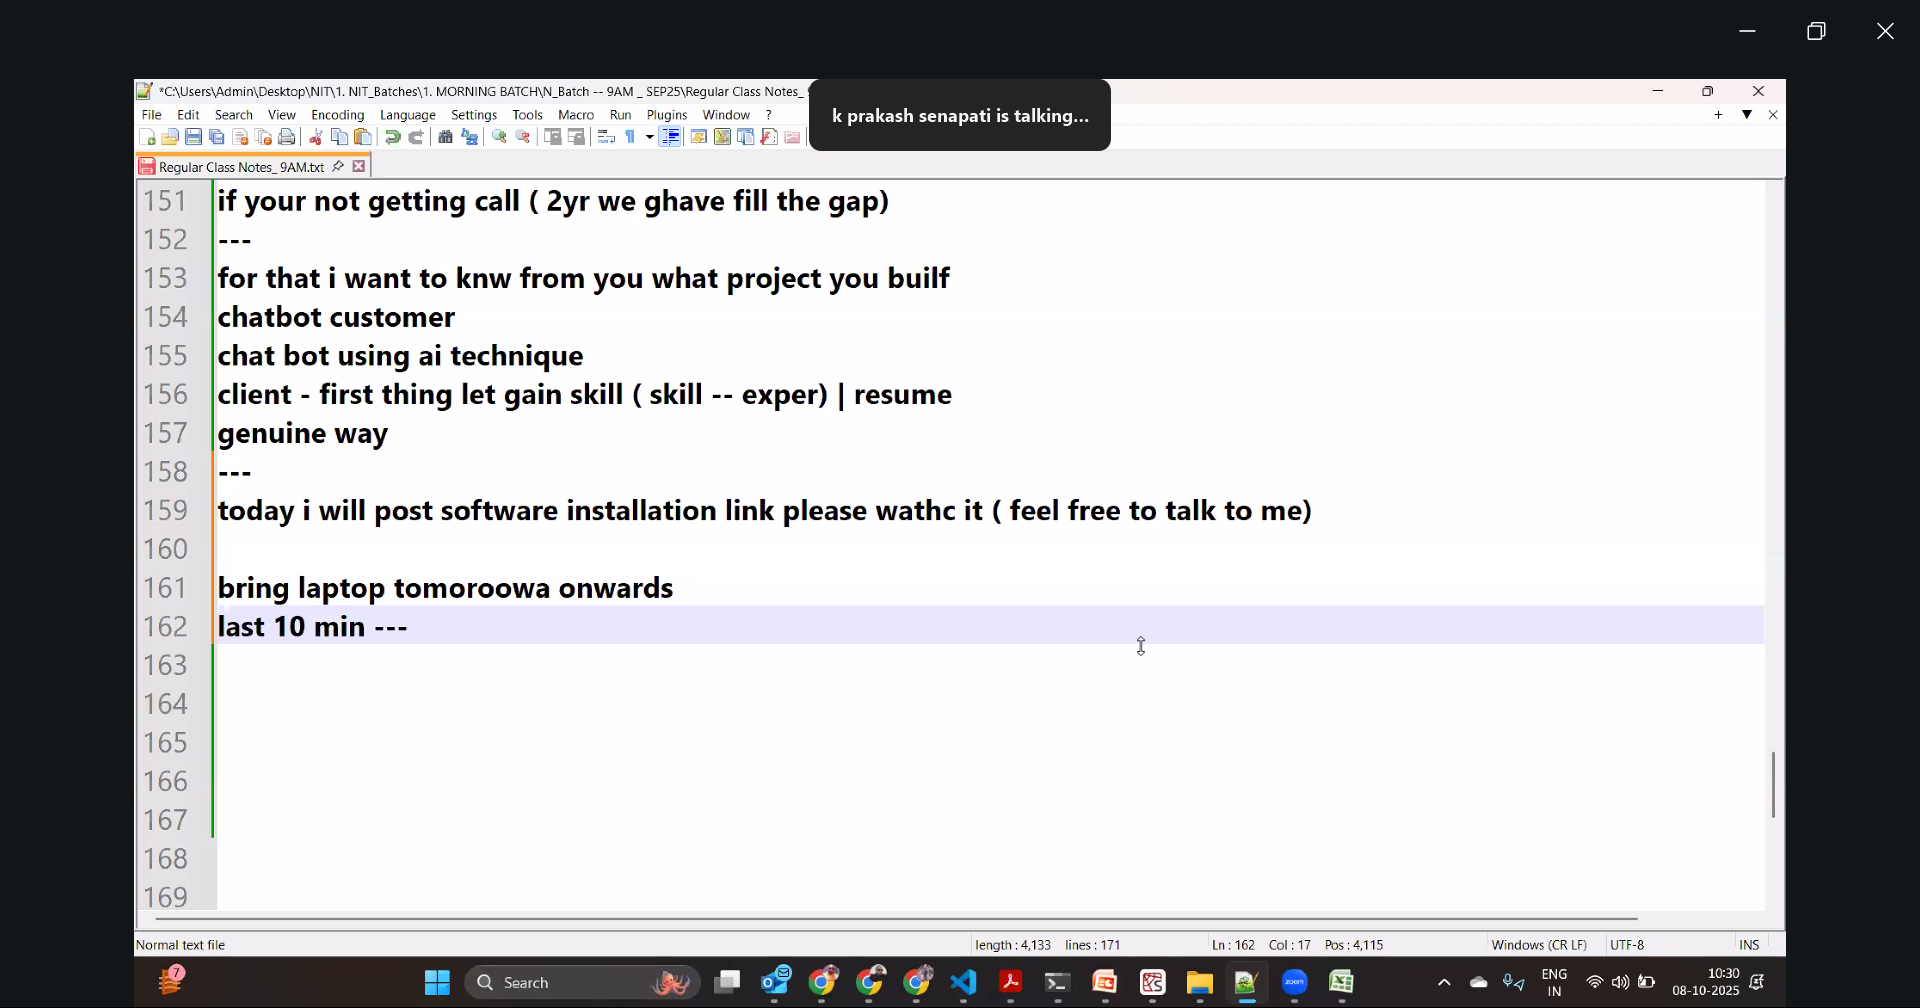 *C:\Users\Admin\Desktop\NIT\1. NIT_Batches\1. MORNING BATCH\N_Batch -- 9AM _ SEP25\Regular Class Notes_
k prakash senapati is talking...
File Edit Search View Encoding Language Settings Tools Macro Run Plugins Window ?
Regular Class Notes_ 9AM.txt
151 if your not getting call ( 2yr we ghave fill the gap)
152 ---
153 for that i want to knw from you what project you builf
154 chatbot customer
155 chat bot using ai technique
156 client - first thing let gain skill ( skill -- exper) | resume
157 genuine way
158 ---
159 today i will post software installation link please wathc it ( feel free to talk to me)
160
161 bring laptop tomoroowa onwards
162 last 10 min ---
163
164
165
166
167
168
169
Normal text file length : 4,133 lines : 171 Ln : 162 Col : 17 Pos : 4,115 Windows (CR LF) UTF-8 INS
7 Search zoom ENG IN 10:30 08-10-2025